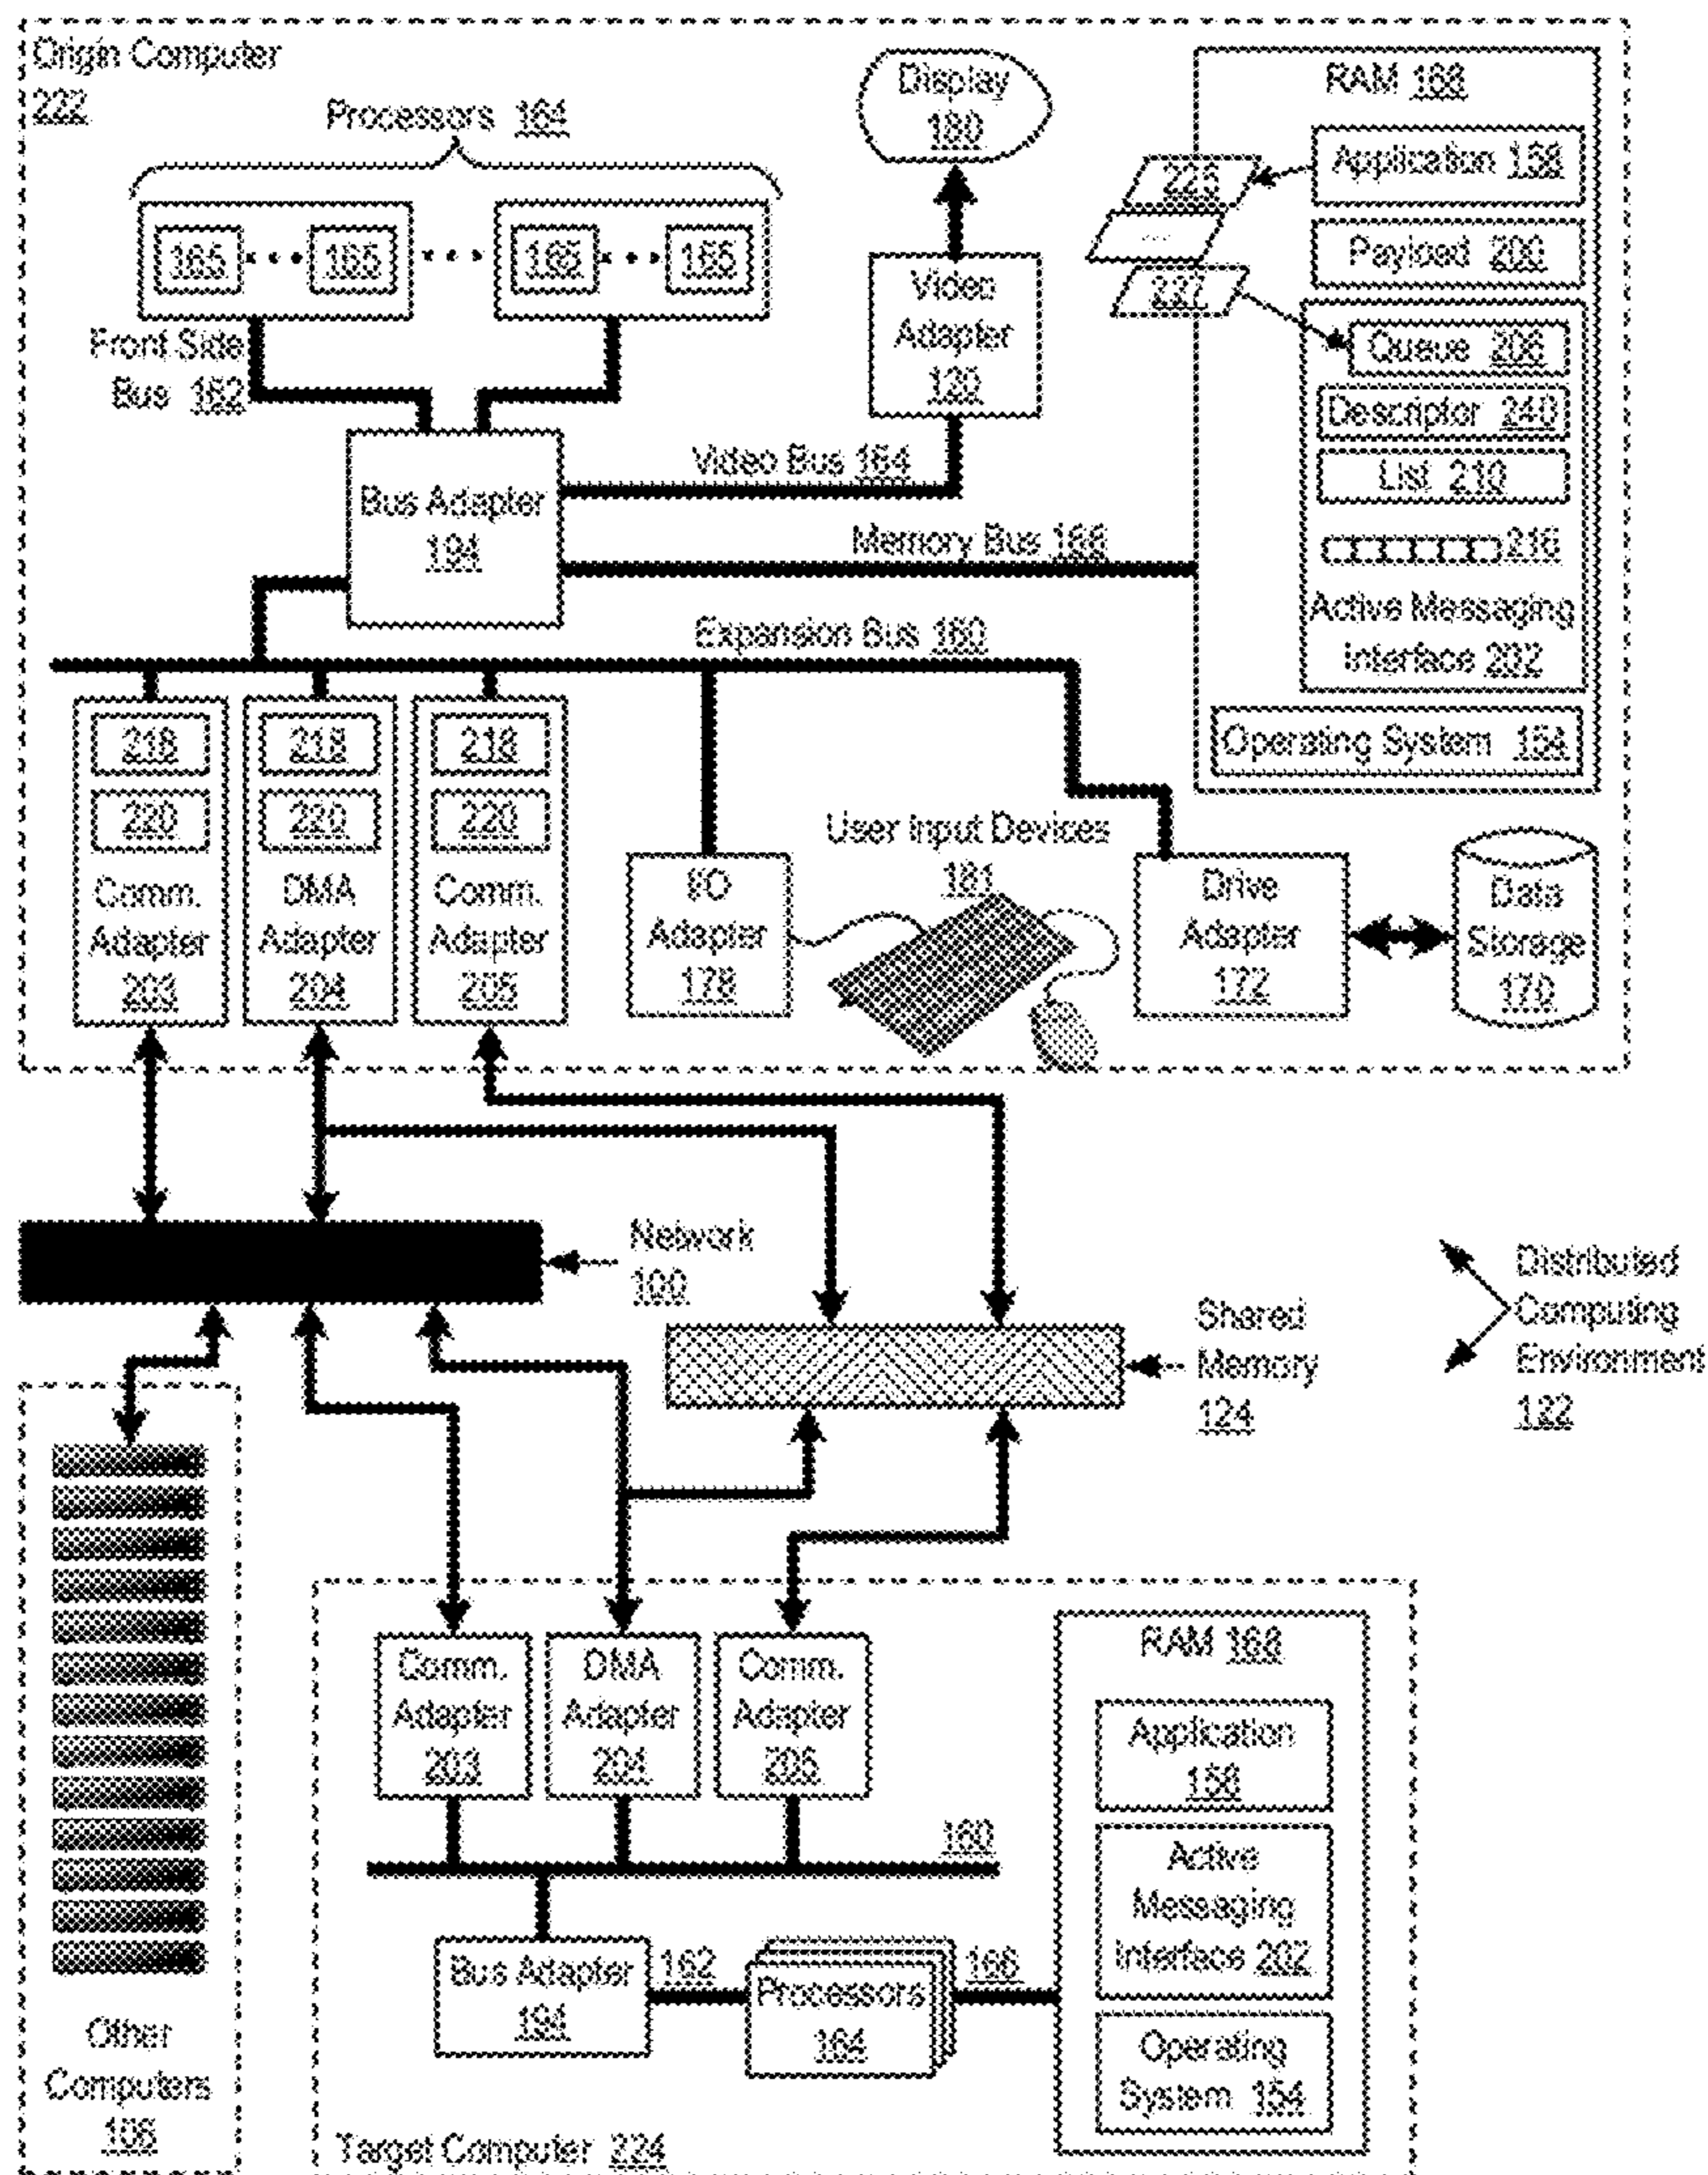 Origin Computer
222
Processors 164
165 ... 165 ... 165 ... 165
Front Side
Bus 162
Display
180
Video
Adapter
Video Bus 164
Bus Adapter
194
Memory Bus 166
Expansion Bus 160
RAM 168
Application 158
Payload
...
Queue
Descriptor 240
List 210
216
Active Messaging
Interface 202
Operating System 154
218
220
Comm.
Adapter
203
218
220
DMA
Adapter
204
218
220
Comm.
Adapter
205
I/O
Adapter
178
User Input Devices
181
Drive
Adapter
172
Data
Storage
170
Network
100
Shared
Memory
124
Distributed
Computing
Environment
122
Other
Computers
Comm.
Adapter
203
DMA
Adapter
204
Comm.
Adapter
205
160
Bus Adapter
194
162
Processors
164
166
RAM 168
Application
158
Active
Messaging
Interface 202
Operating
System 154
Target Computer 224